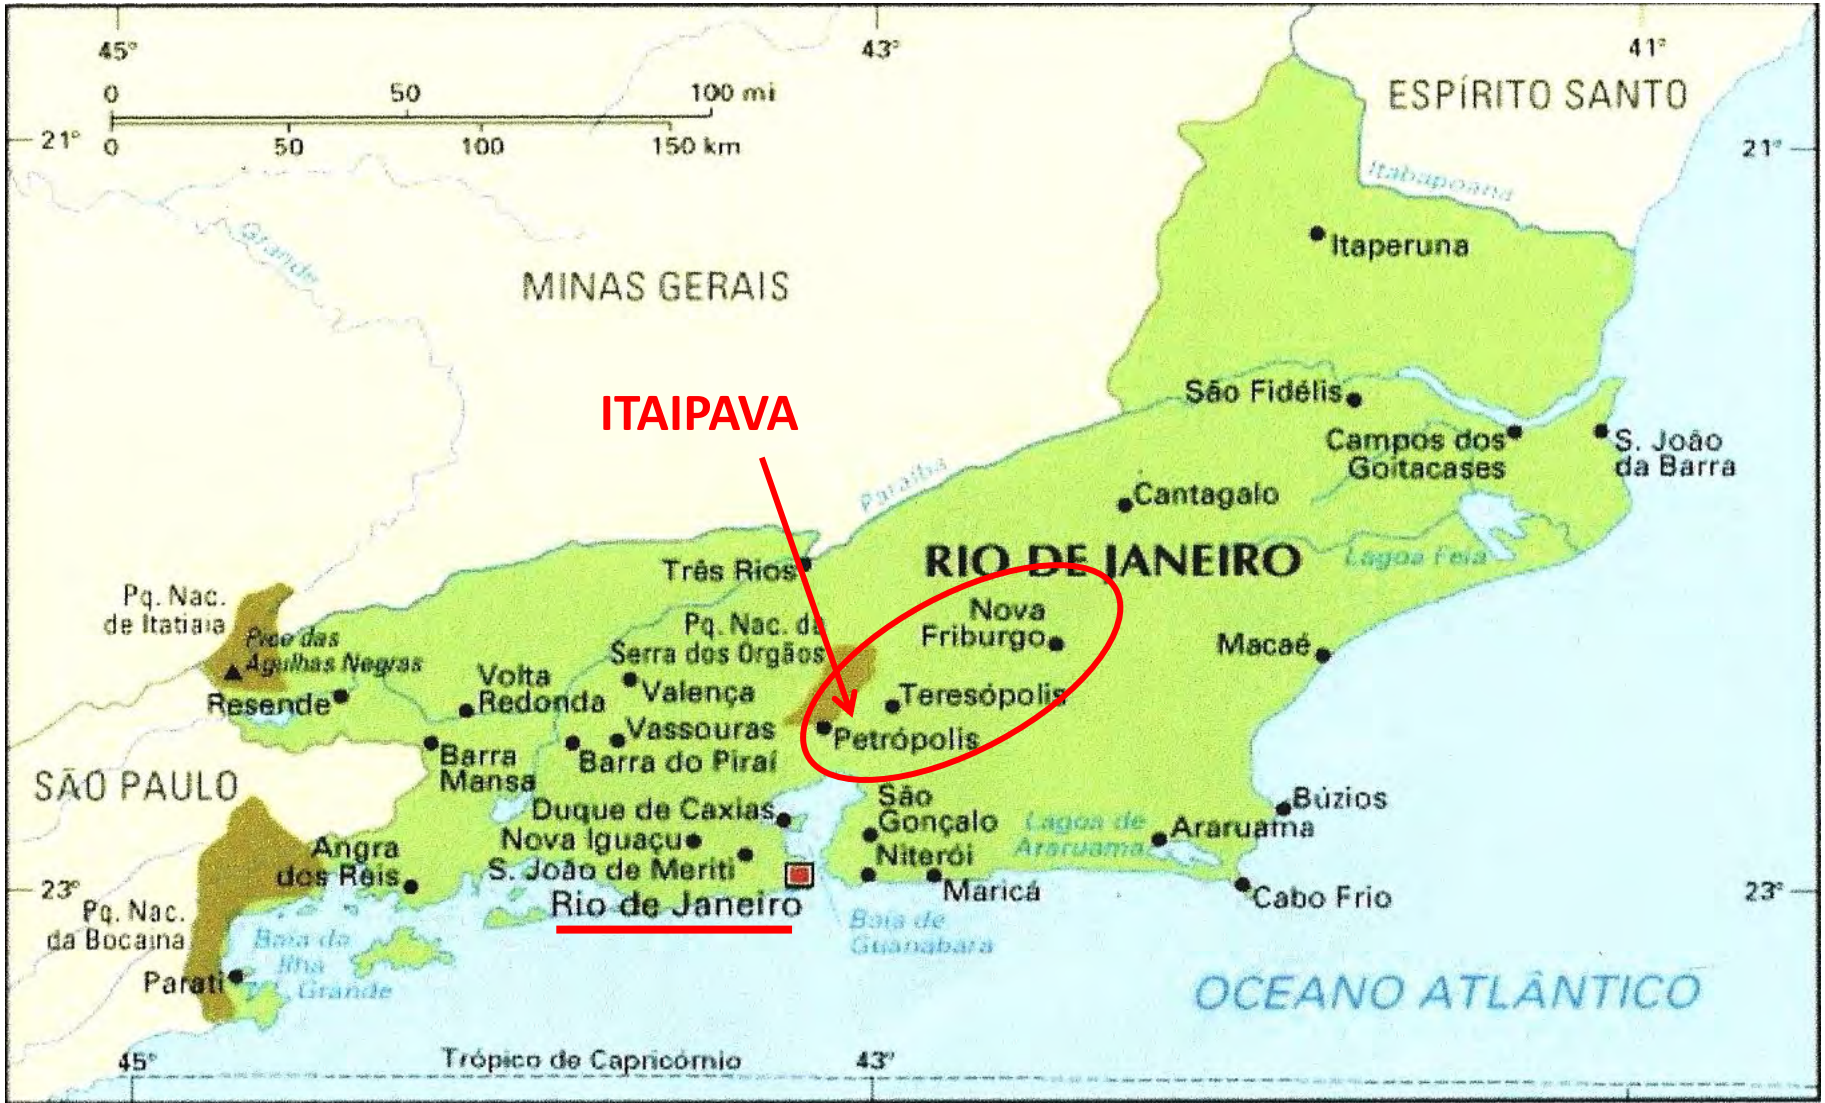 45°
43°
41°
0 50 100 mi
0 50 100 150 km
21°
21°
ESPÍRITO SANTO
Itabapoana
Grande
MINAS GERAIS
Itaperuna
ITAIPAVA
São Fidélis
Campos dos
Goitacases
S. João
da Barra
Paraíba
Cantagalo
RIO DE JANEIRO
Lagoa Feia
Três Rios
Pq. Nac.
de Itatiaia
Pico das
Agulhas Negras
Pq. Nac. da
Serra dos Orgãos
Nova
Friburgo
Macaé
Resende
Volta
Redonda
Valença
Teresópolis
Vassouras
Petrópolis
Barra
Mansa
Barra do Piraí
SÃO PAULO
Duque de Caxias
São
Gonçalo
Búzios
Nova Iguaçu
Lagoa de
Araruama
Araruama
Angra
dos Reis
S. João de Meriti
Niterói
23°
Rio de Janeiro
Maricá
Cabo Frio
23°
Pq. Nac.
da Bocaina
Baía da
Ilha
Grande
Baía de
Guanabara
Parati
OCEANO ATLÂNTICO
45°
Trópico de Capricórnio
43°